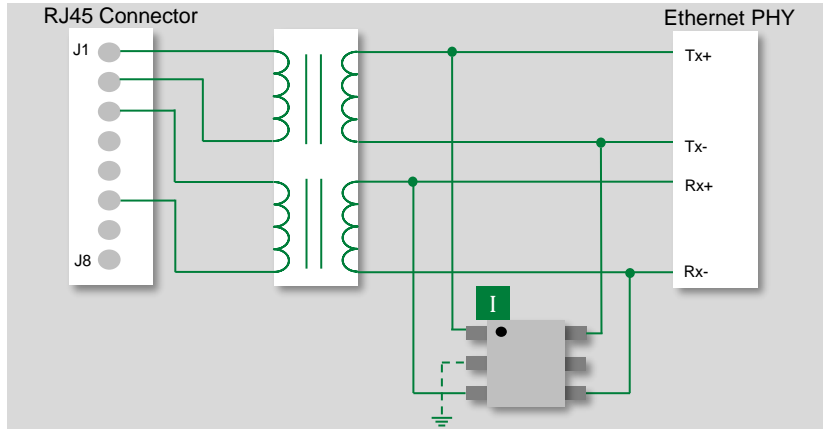 RJ45 Connector
Ethernet PHY
J1
Tx+
Tx-
Rx+
J8
Rx-
I